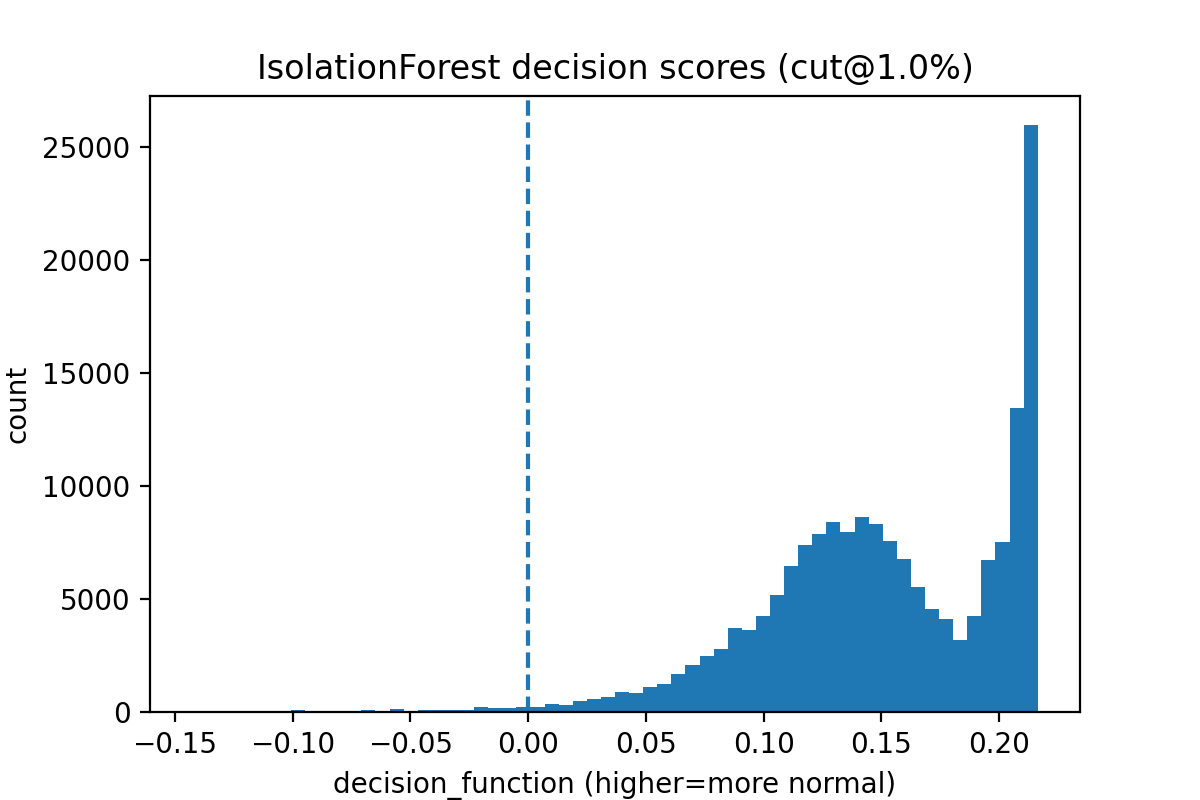 IsolationForest decision scores (cut@1.0%)
count
25000
20000
15000
10000
5000
0
−0.15 −0.10 −0.05 0.00 0.05 0.10 0.15 0.20
decision_function (higher=more normal)